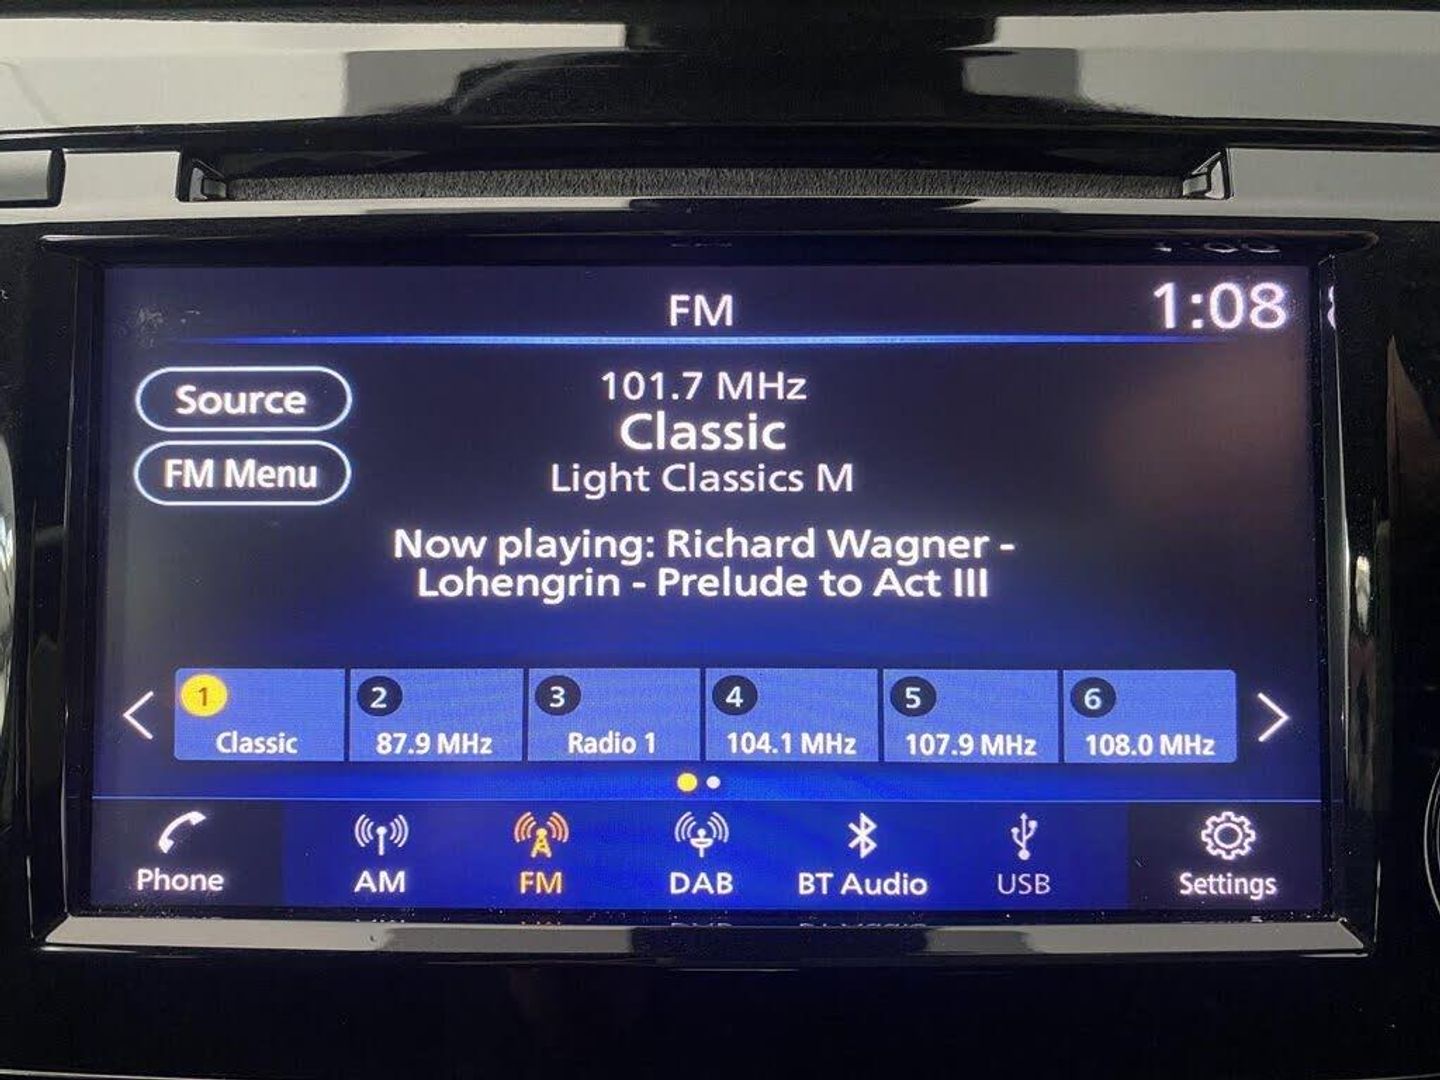 FM
1:08
Source
101.7 MHz
Classic
FM Menu
Light Classics M
Now playing: Richard Wagner -
Lohengrin - Prelude to Act III
1 2 3 4 5 6
Classic 87.9 MHz Radio 1 104.1 MHz 107.9 MHz 108.0 MHz
Phone AM FM DAB BT Audio USB Settings